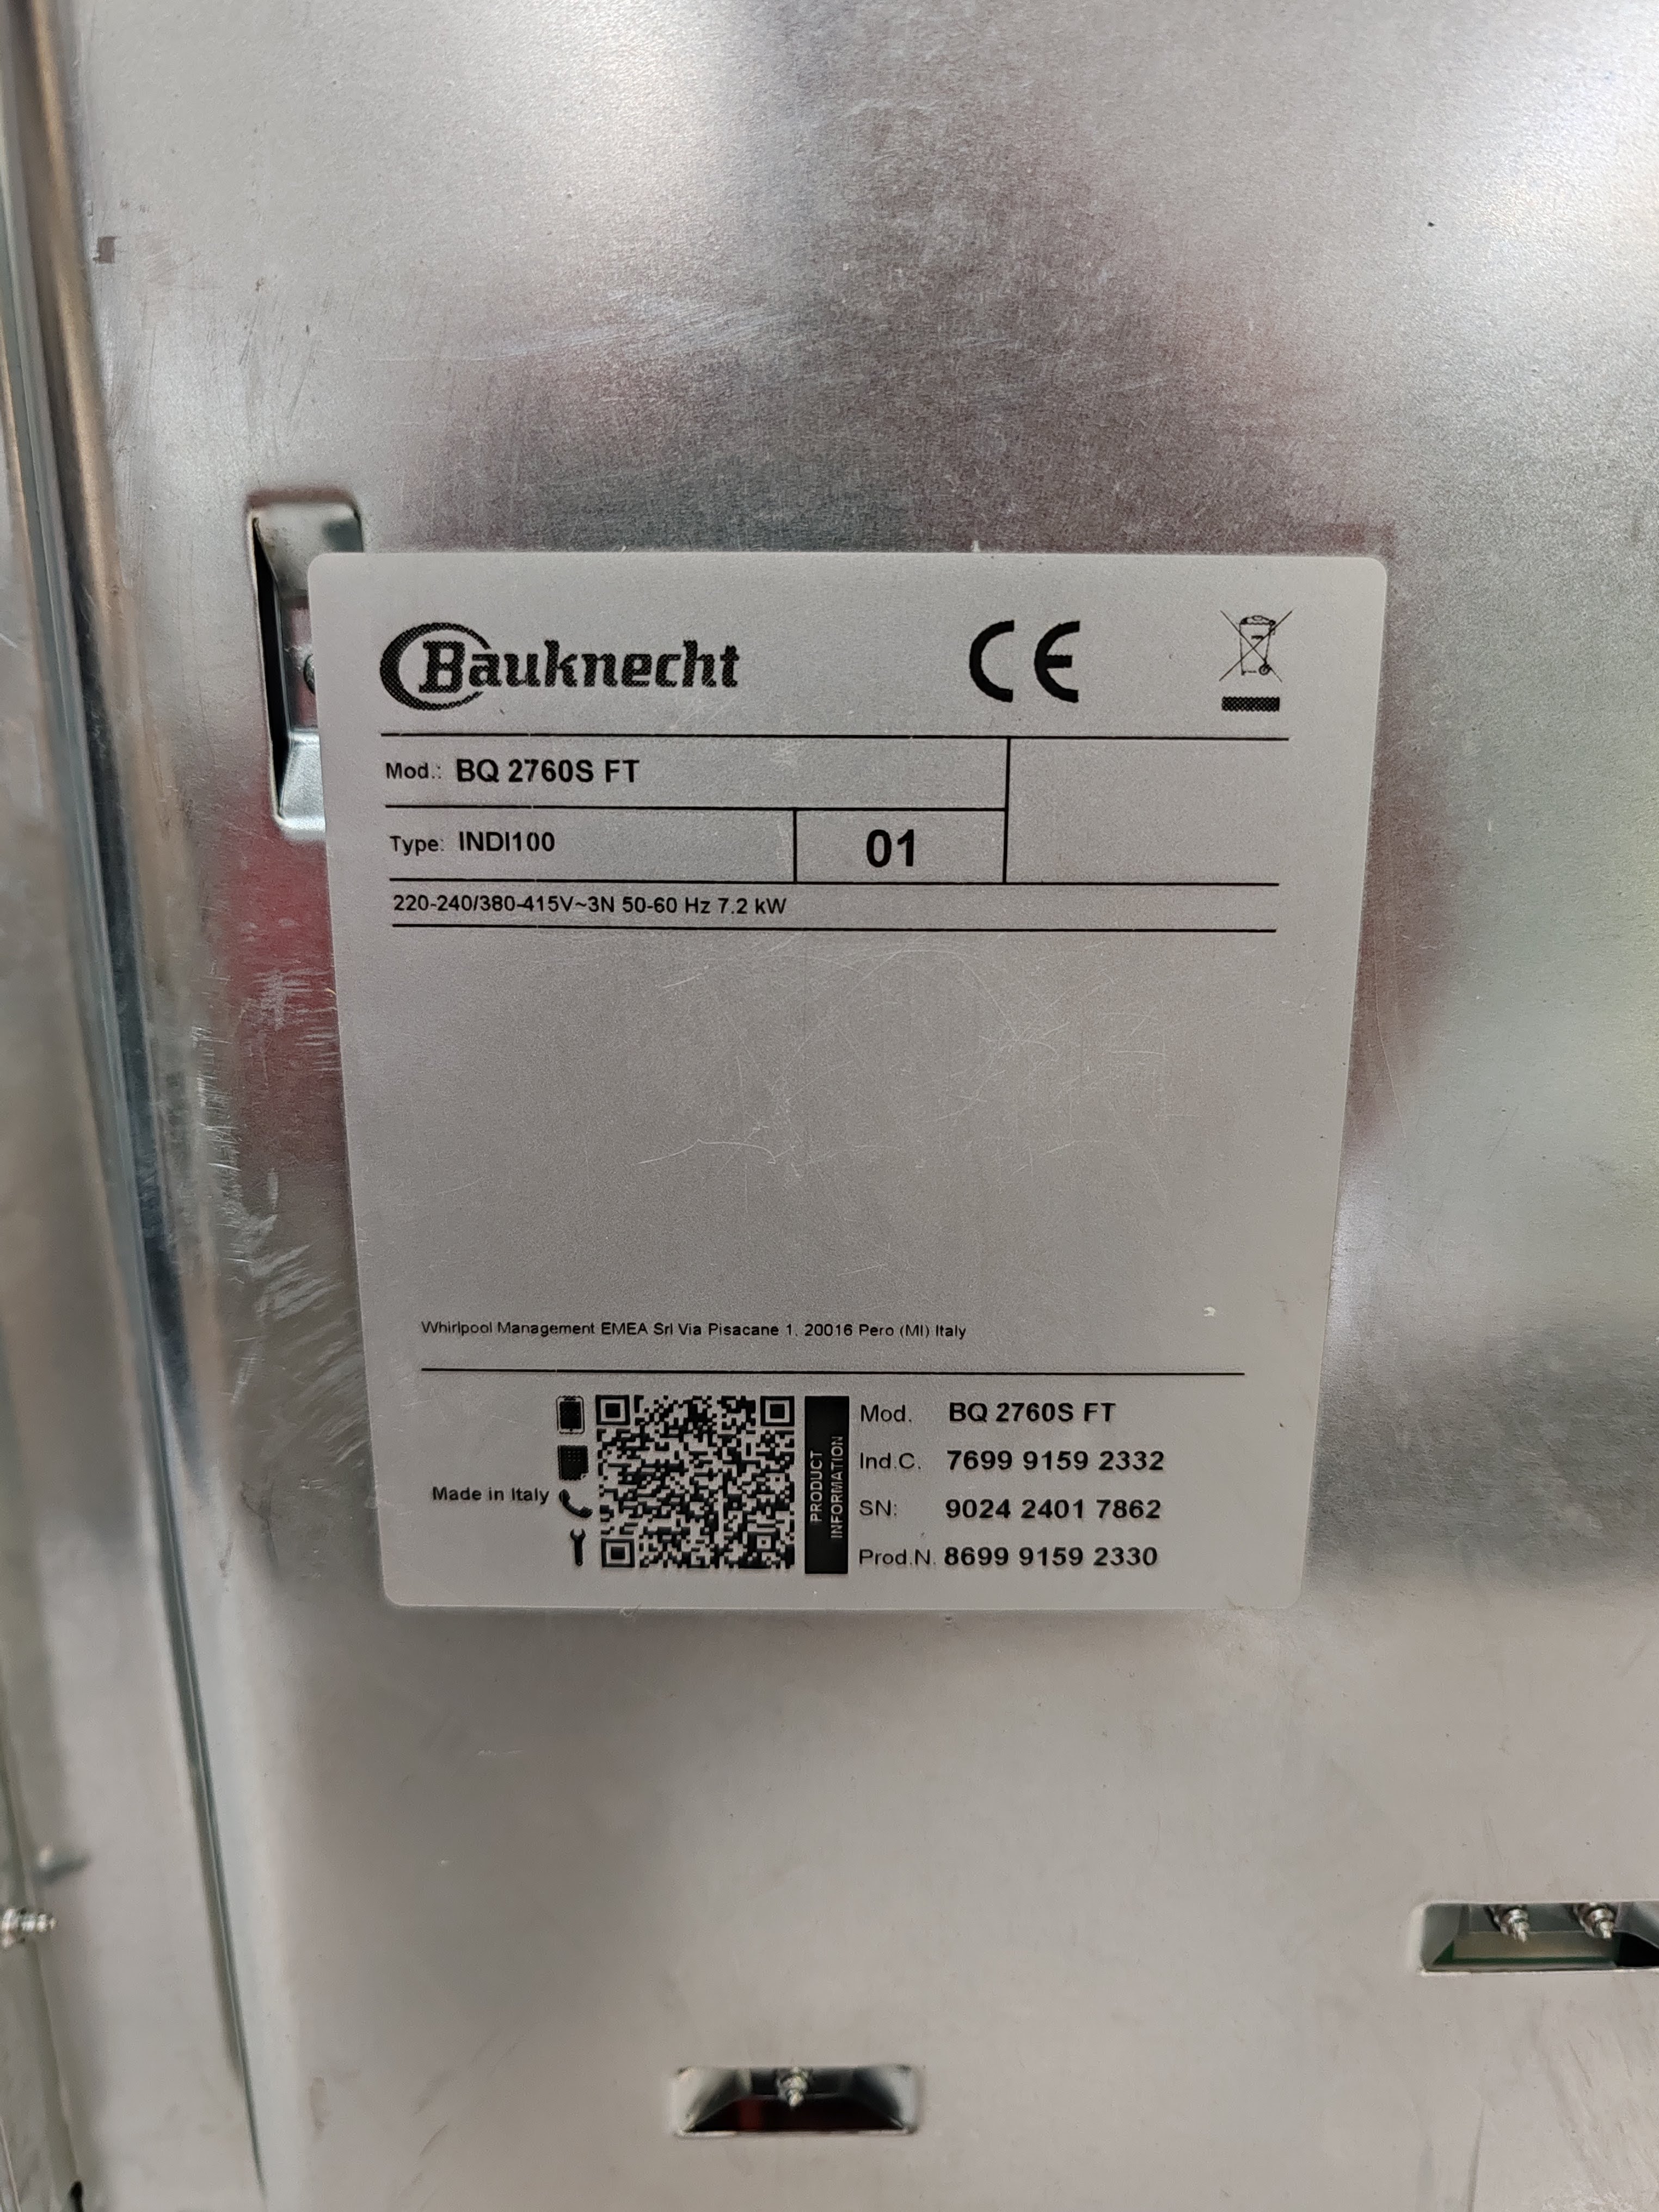 Bauknecht
CE
Mod.: BQ 2760S FT
Type: INDI100
01
220-240/380-415V~3N 50-60 Hz 7.2 kW
Whirlpool Management EMEA Srl Via Pisacane 1, 20016 Pero (MI) Italy
Made in Italy
PRODUCT
INFORMATION
Mod. BQ 2760S FT
Ind.C. 7699 9159 2332
SN: 9024 2401 7862
Prod.N. 8699 9159 2330